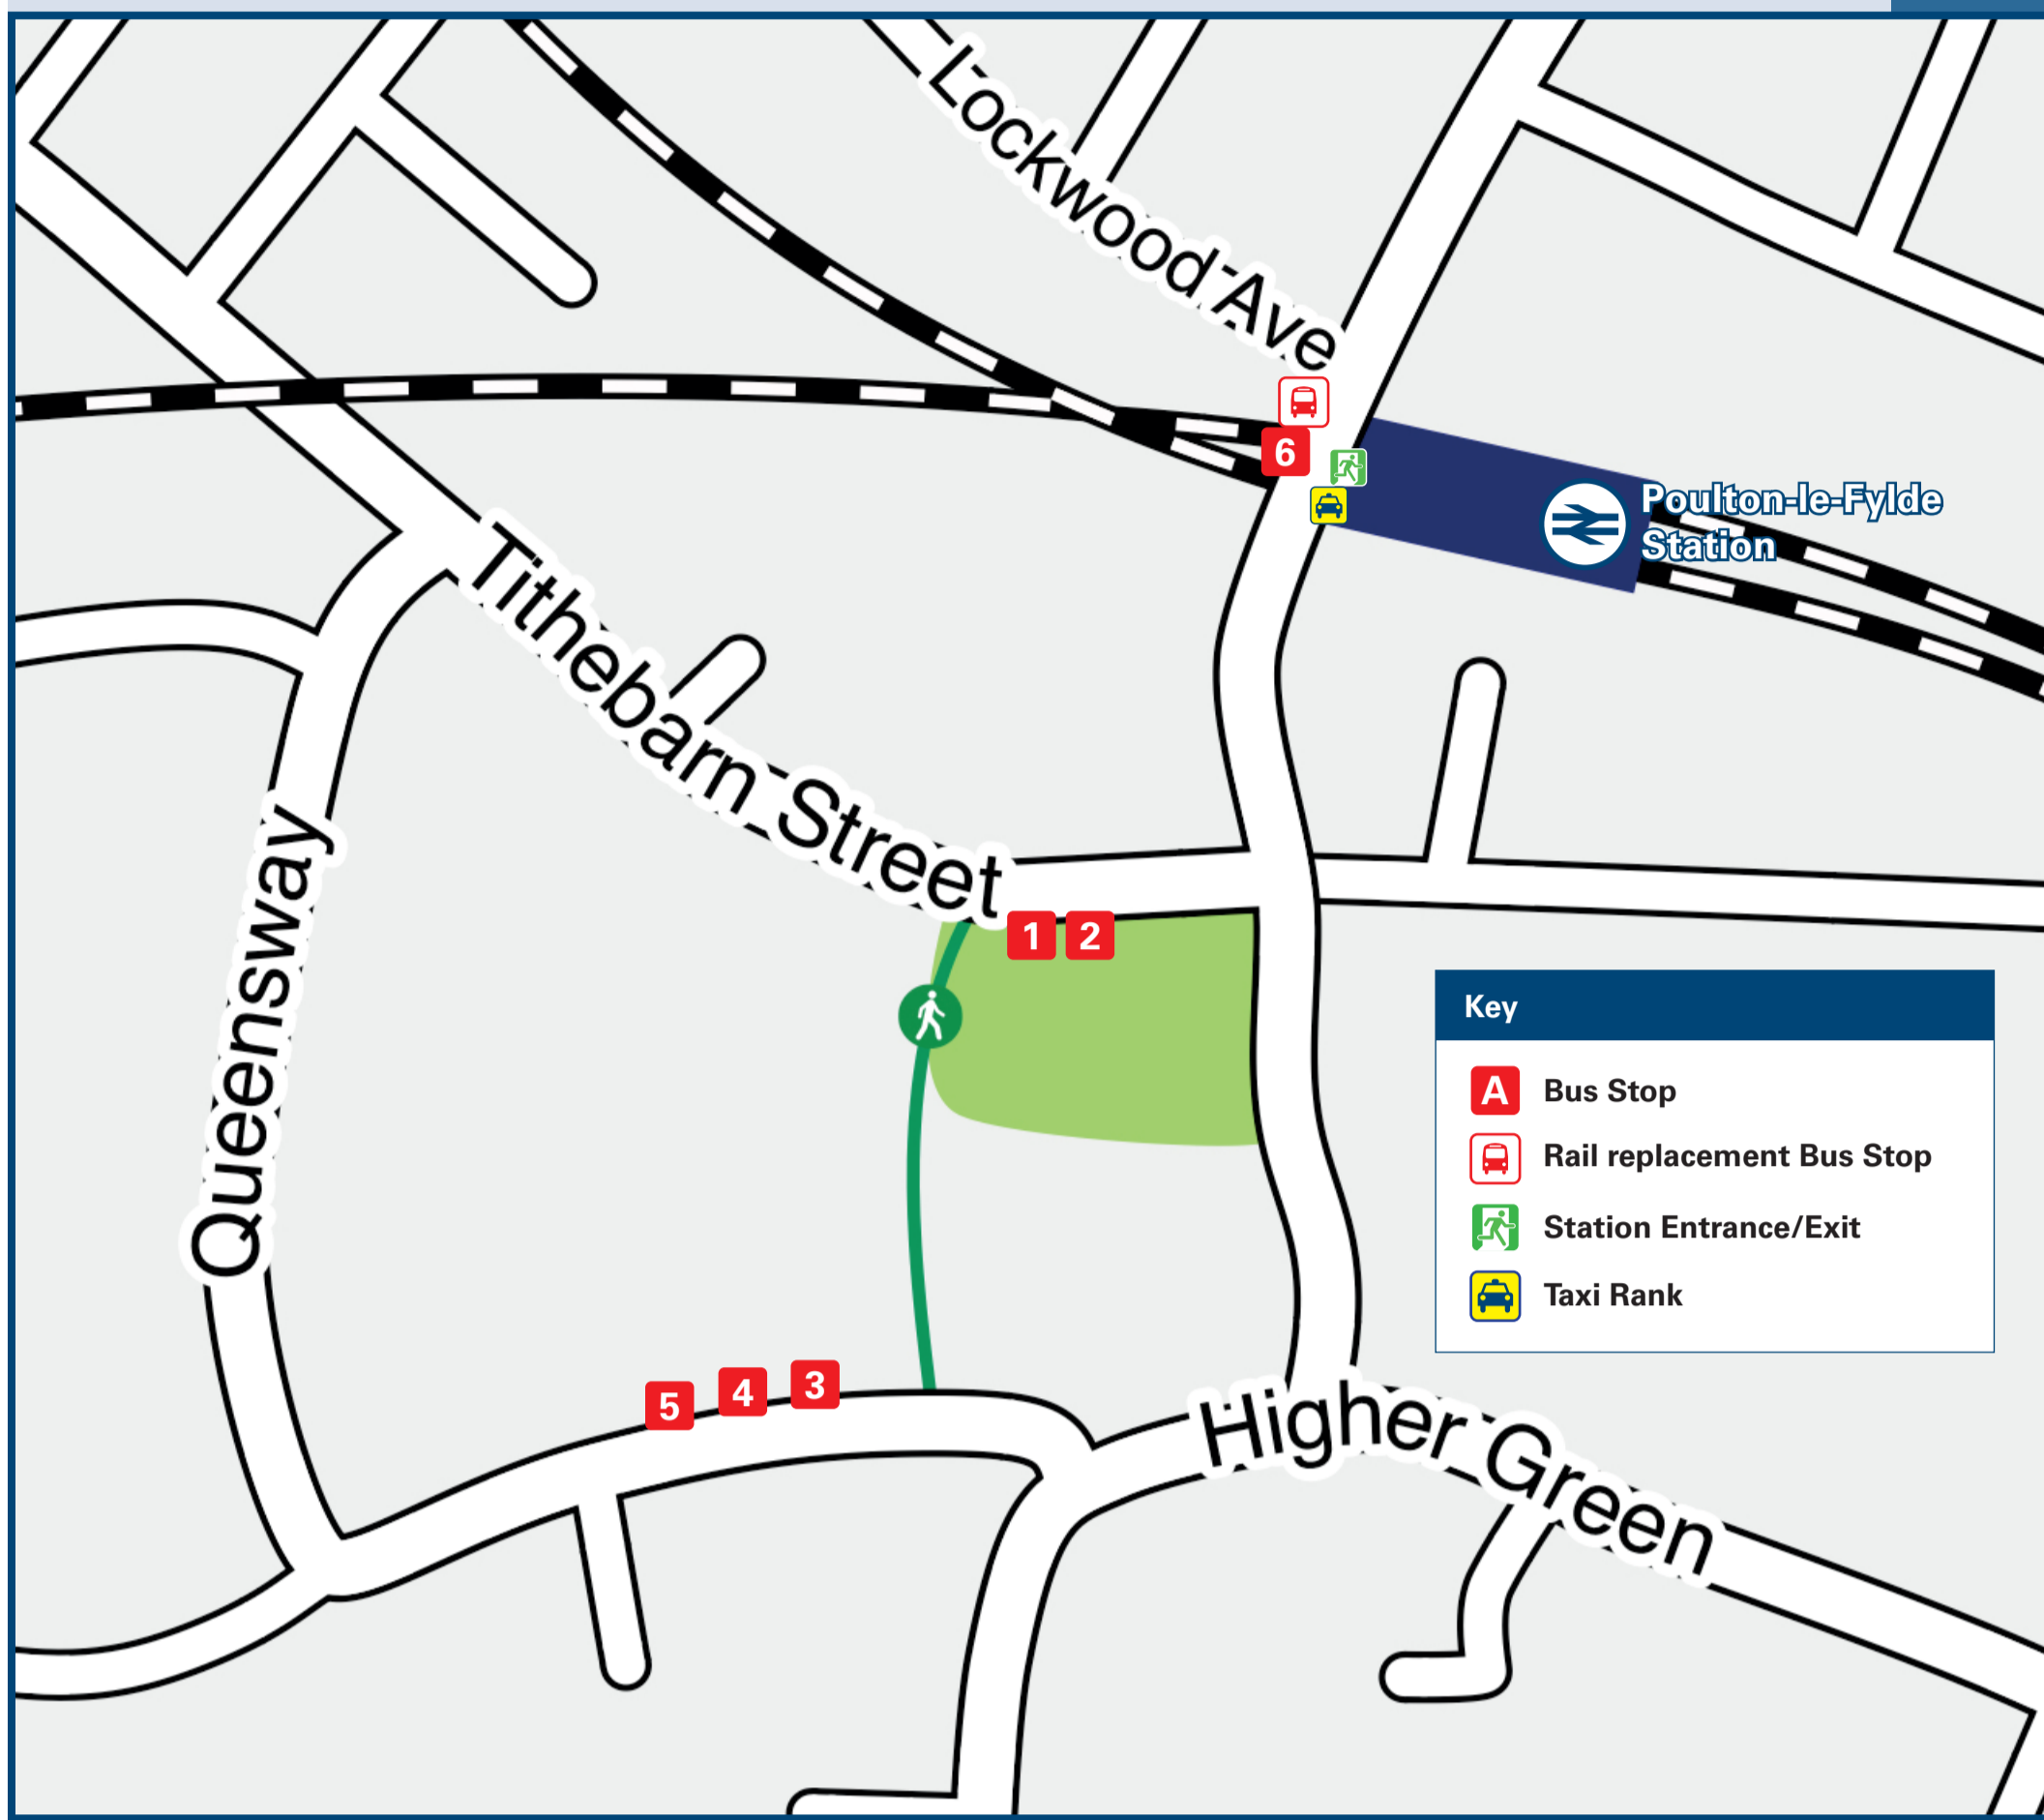 Lockwood Ave
6
Poulton-le-Fylde
Station
Tithebarn Street
Queensway
1
2
Key
A Bus Stop
Rail replacement Bus Stop
Station Entrance/Exit
Taxi Rank
5
4
3
Higher Green